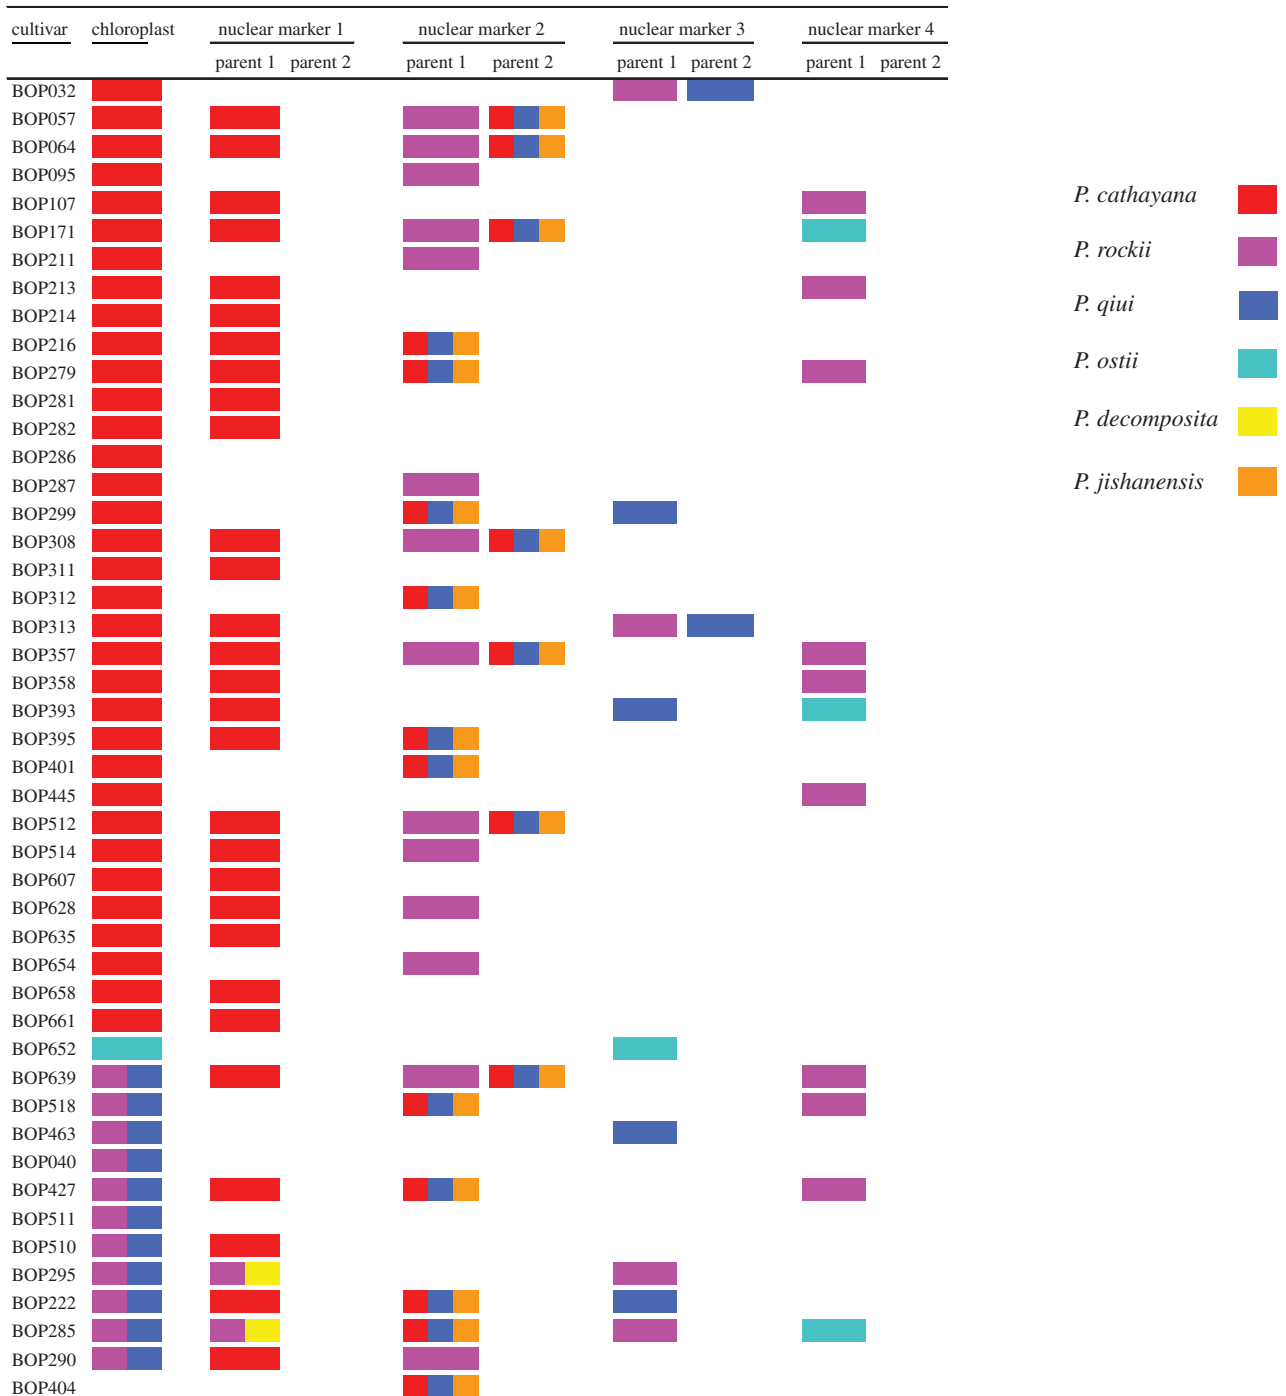 cultivar chloroplast nuclear marker 1 nuclear marker 2 nuclear marker 3 nuclear marker 4
parent 1 parent 2 parent 1 parent 2 parent 1 parent 2 parent 1 parent 2
BOP032
BOP057
BOP064
BOP095
BOP107
BOP171
BOP211
BOP213
BOP214
BOP216
BOP279
BOP281
BOP282
BOP286
BOP287
BOP299
BOP308
BOP311
BOP312
BOP313
BOP357
BOP358
BOP393
BOP395
BOP401
BOP445
BOP512
BOP514
BOP607
BOP628
BOP635
BOP654
BOP658
BOP661
BOP652
BOP639
BOP518
BOP463
BOP040
BOP427
BOP511
BOP510
BOP295
BOP222
BOP285
BOP290
BOP404
P. cathayana
P. rockii
P. qiui
P. ostii
P. decomposita
P. jishanensis